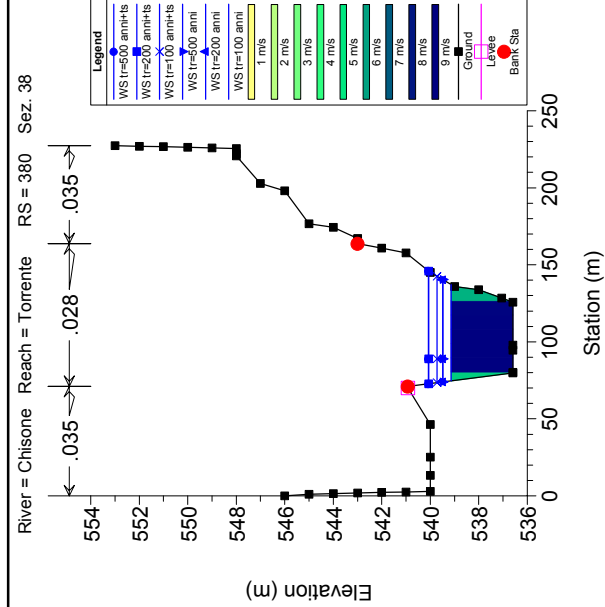 River = Chisone Reach = Torrente RS = 380 Sez. 38
.035
.028
.035
Elevation (m)
554
552
550
548
546
544
542
540
538
536
0
50
100
150
200
250
Station (m)
Legend
WS tr=500 anni+ts
WS tr=200 anni+ts
WS tr=100 anni+ts
WS tr=500 anni
WS tr=200 anni
WS tr=100 anni
1 m/s
2 m/s
3 m/s
4 m/s
5 m/s
6 m/s
7 m/s
8 m/s
9 m/s
Ground
Levee
Bank Sta